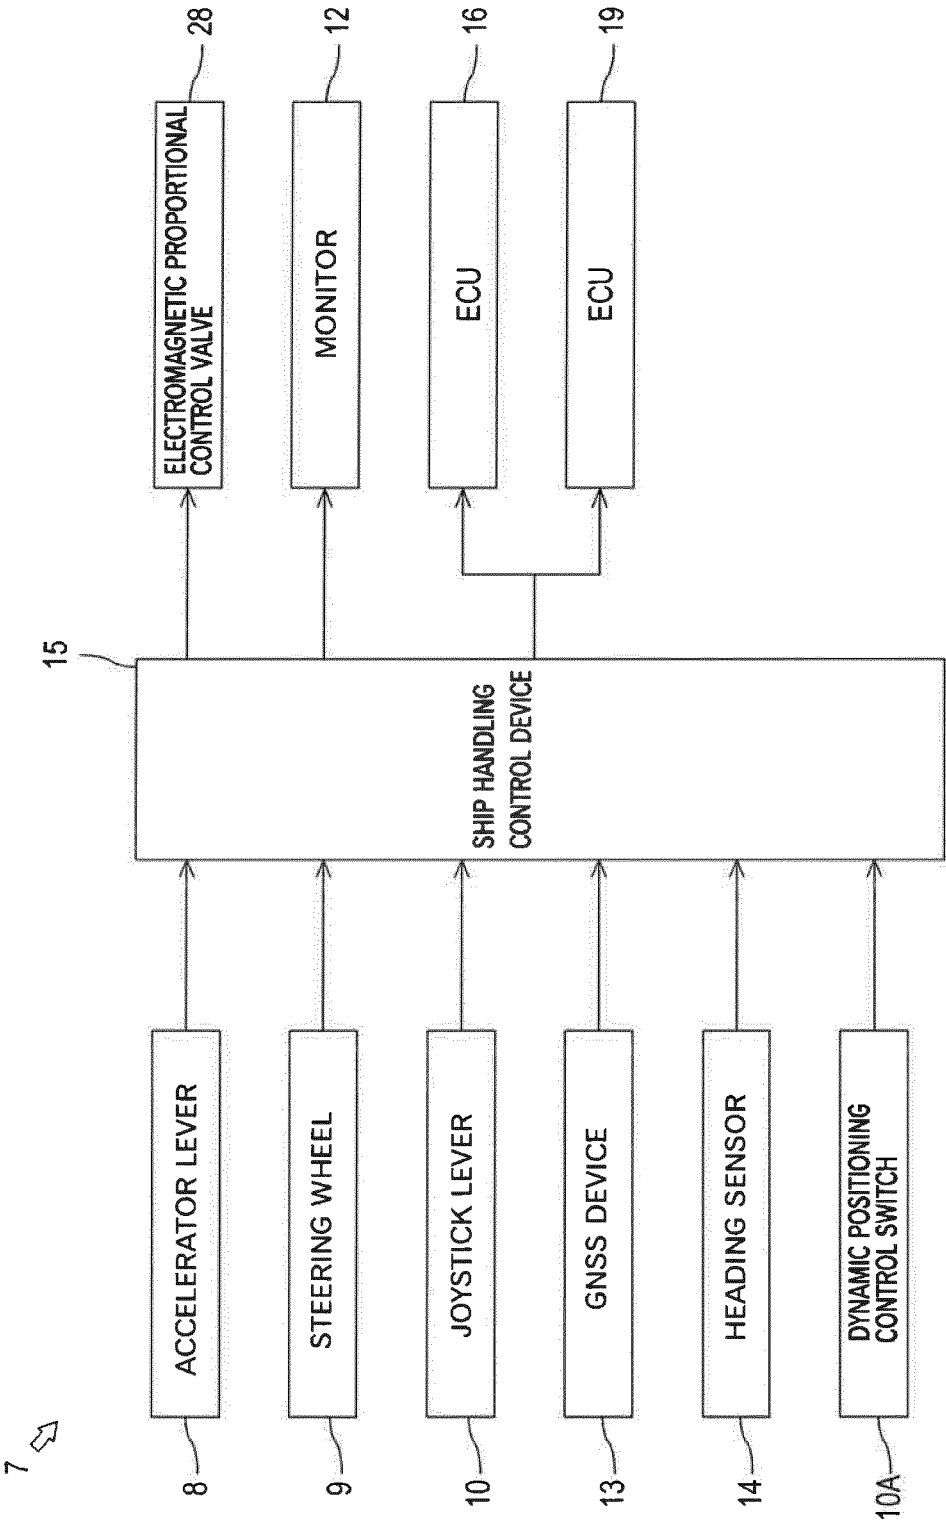 7
8
ACCELERATOR LEVER
9
STEERING WHEEL
10
JOYSTICK LEVER
13
GNSS DEVICE
14
HEADING SENSOR
10A
DYNAMIC POSITIONING
CONTROL SWITCH
15
SHIP HANDLING
CONTROL DEVICE
ELECTROMAGNETIC PROPORTIONAL
CONTROL VALVE
28
MONITOR
12
ECU
16
ECU
19